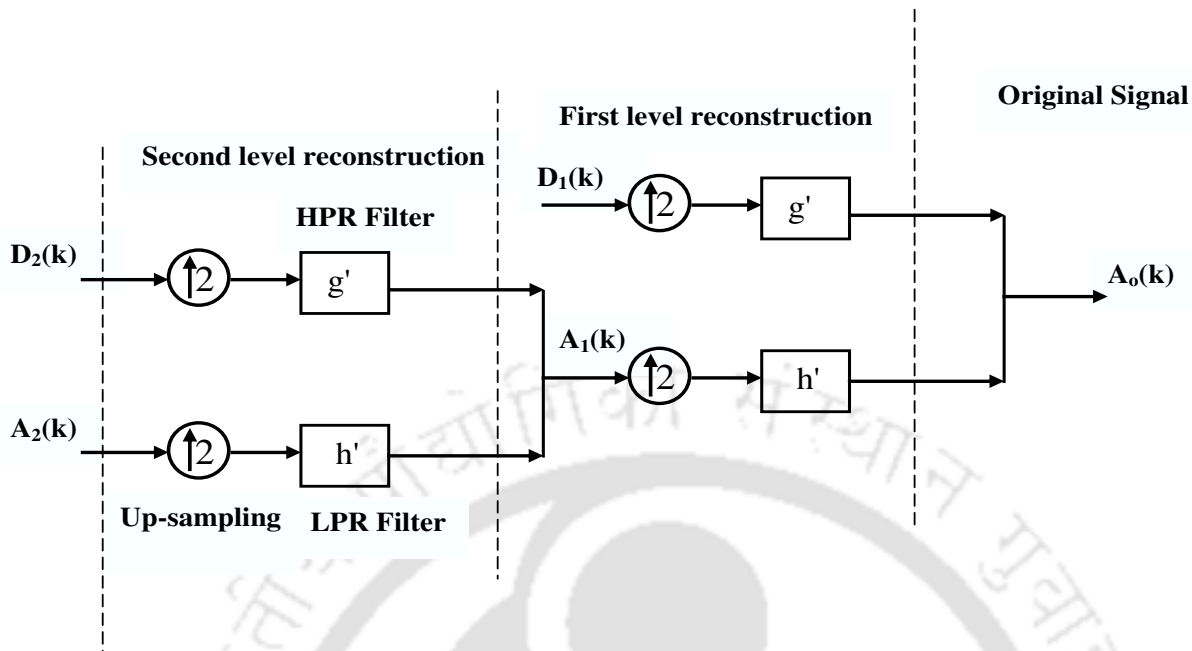 Original Signal
First level reconstruction
Second level reconstruction
D₁(k)
↑2
g'
HPR Filter
D₂(k)
↑2
g'
Aₒ(k)
A₁(k)
↑2
h'
A₂(k)
↑2
h'
Up-sampling
LPR Filter